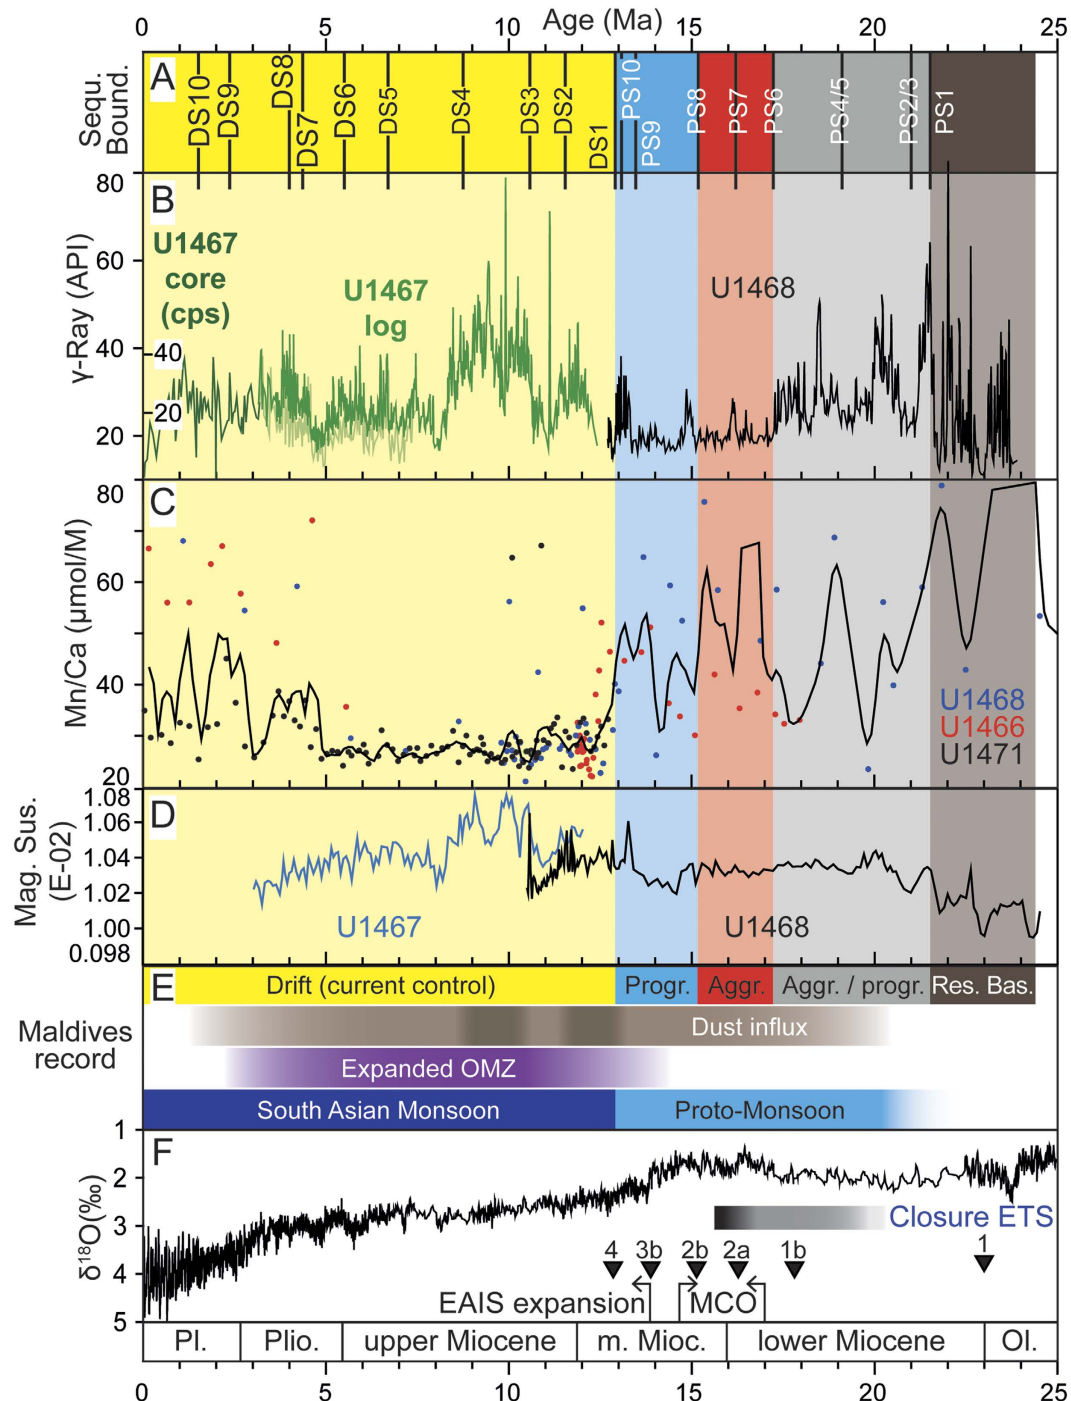 Age (Ma)
0 5 10 15 20 25
Sequ. Bound.
A
DS10 DS9 DS8 DS7 DS6 DS5 DS4 DS3 DS2 DS1 PS10 PS9 PS8 PS7 PS6 PS4/5 PS2/3 PS1
B
γ-Ray (API)
80
60
40
20
40
20
U1467
core
(cps)
U1467
log
U1468
C
Mn/Ca (μmol/M)
80
60
40
20
U1468
U1466
U1471
D
Mag. Sus.
(E-02)
1.08
1.06
1.04
1.02
1.00
0.098
U1467
U1468
E
Drift (current control) Progr. Aggr. Aggr. / progr. Res. Bas.
Maldives
record
Dust influx
Expanded OMZ
South Asian Monsoon Proto-Monsoon
F
δ18O(‰)
1
2
3
4
5
Closure ETS
4 3b 2b 2a 1b 1
EAIS expansion MCO
Pl. Plio. upper Miocene m. Mioc. lower Miocene Ol.
0 5 10 15 20 25